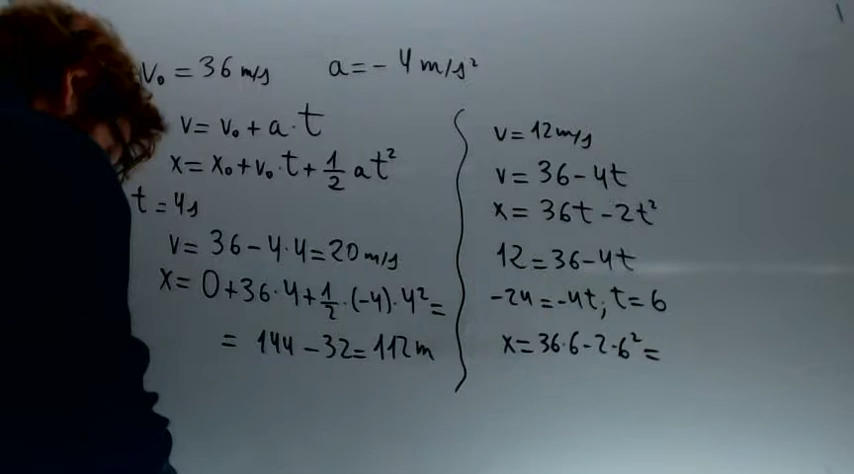 v₀ = 36 m/s a = - 4 m/s²
v = v₀ + a · t
x = x₀ + v₀ · t + 1/2 at²
t = 4s
v = 36 - 4 · 4 = 20 m/s
x = 0 + 36 · 4 + 1/2 · (-4) · 4² =
= 144 - 32 = 112 m
v = 12 m/s
v = 36 - 4t
x = 36t - 2t²
12 = 36 - 4t
-24 = -4t; t = 6
x = 36 · 6 - 2 · 6² =